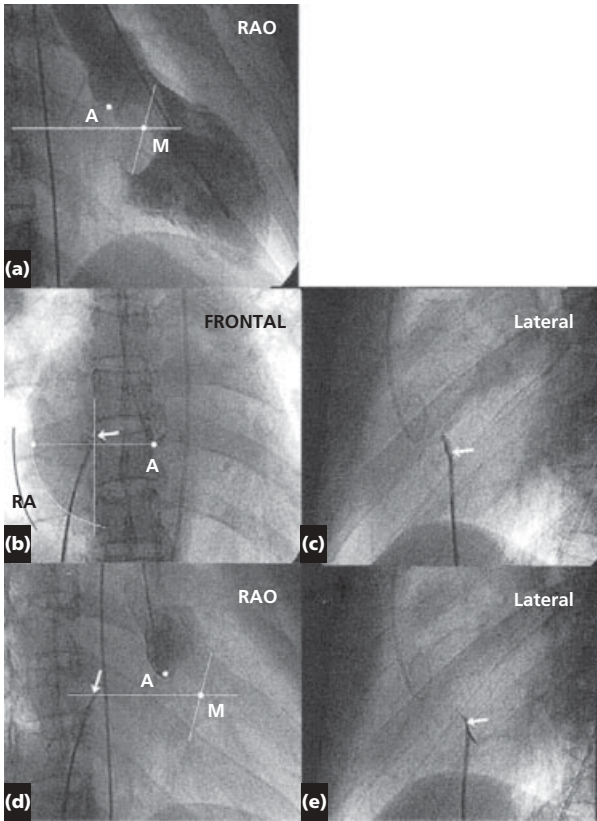 RAO
A
M
(a)
FRONTAL
A
RA
(b)
Lateral
(c)
RAO
A
M
(d)
Lateral
(e)